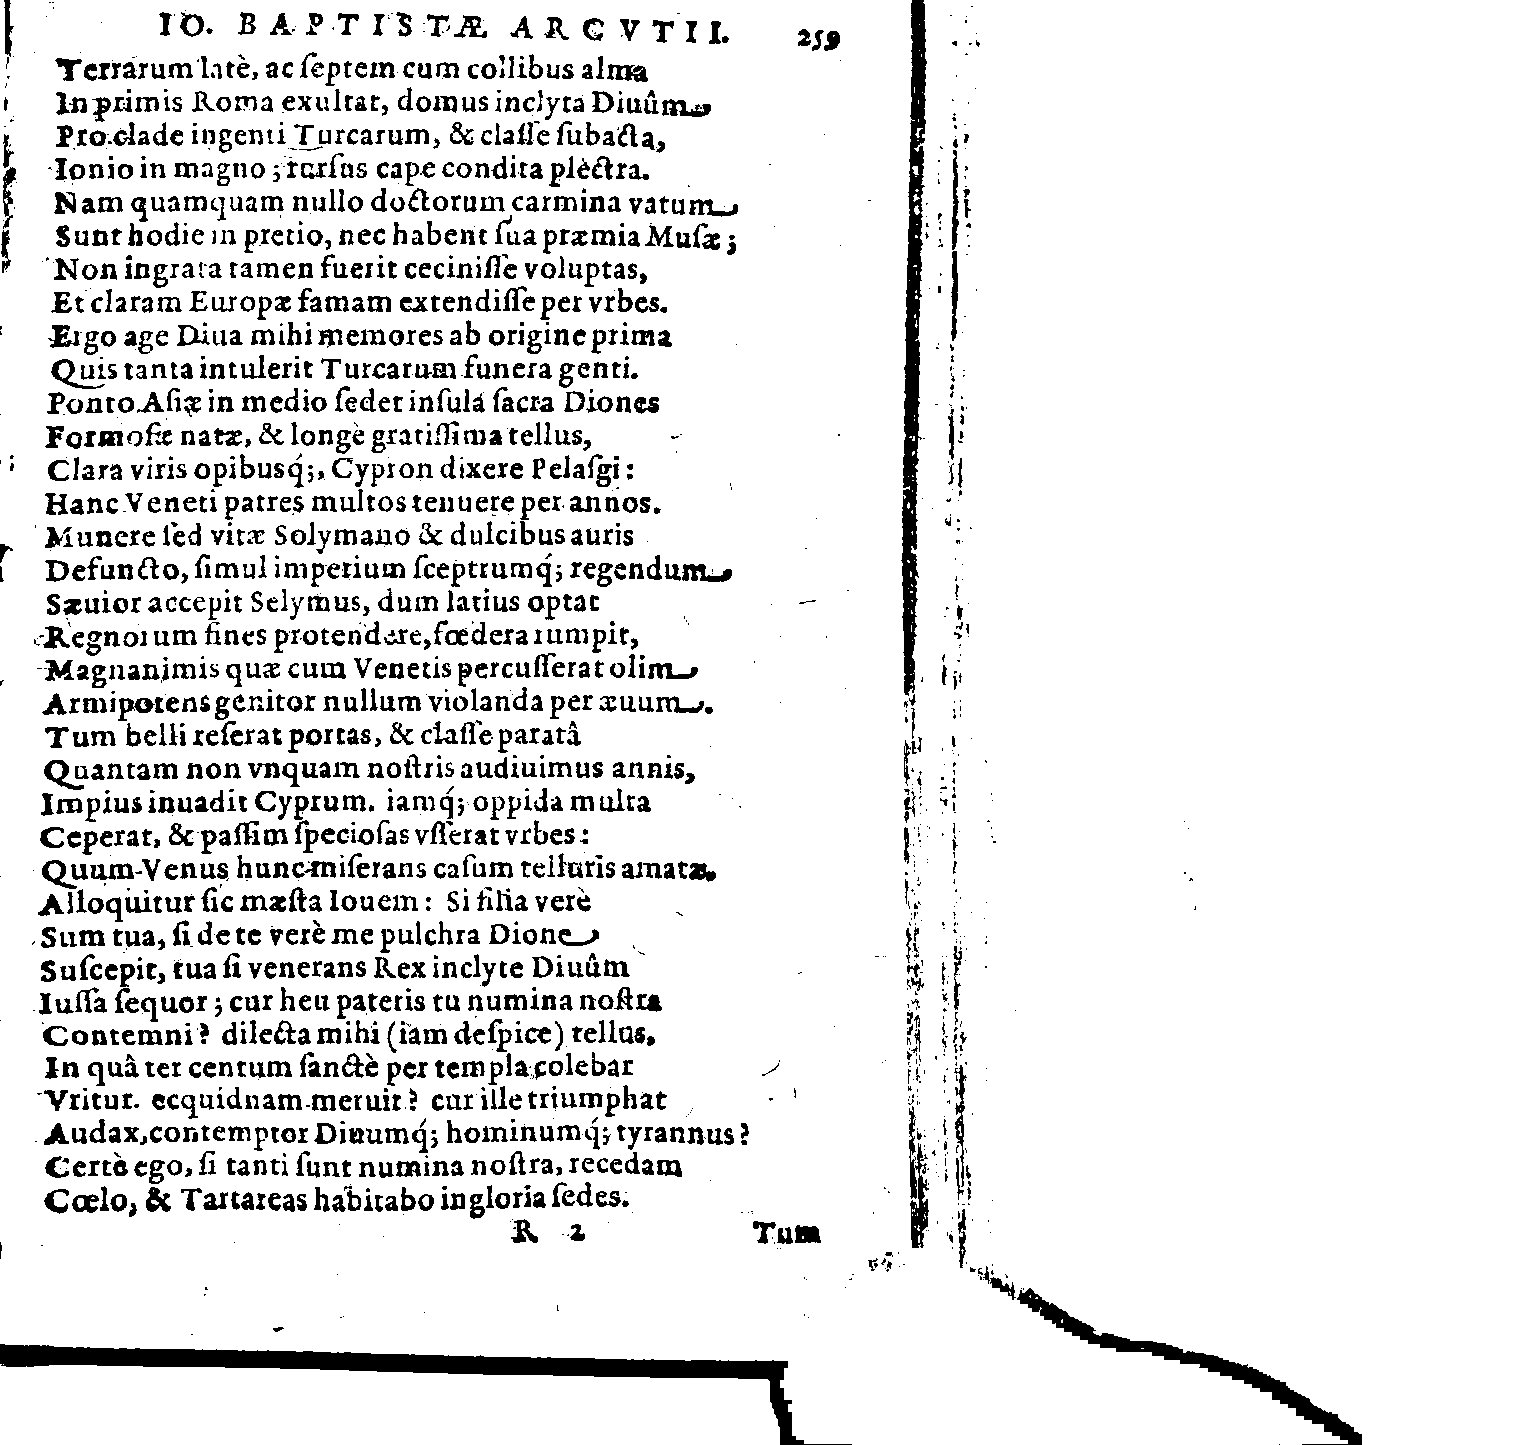 IO. BAPTISTÆ ARCVTII. 259
Terrarum latè, ac ſeptem cum collibus alma
In primis Roma exultat, domus inclyta Diuûm
Pro clade ingenti Turcarum, & claſſe ſubacta,
Ionio in magno; rurſus cape condita plectra.
Nam quamquam nullo doctorum carmina vatum
Sunt hodie in pretio, nec habent ſua præmia Muſæ;
Non ingrata tamen fuerit ceciniſſe voluptas,
Et claram Europæ famam extendiſſe per vrbes.
Ergo age Diua mihi memores ab origine prima
Quis tanta intulerit Turcarum funera genti.
Ponto Aſiæ in medio ſedet inſula ſacra Diones
Formoſæ natæ, & longè gratiſſima tellus,
Clara viris opibusq́;, Cypron dixere Pelaſgi:
Hanc Veneti patres multos tenuere per annos.
Munere ſed vitæ Solymano & dulcibus auris
Defuncto, ſimul imperium ſceptrumq́; regendum
Sæuior accepit Selymus, dum latius optat
Regnorum fines protendere, fœdera rumpit,
Magnanimis quæ cum Venetis percuſſerat olim
Armipotens genitor nullum violanda per æuum.
Tum belli reſerat portas, & claſſe paratâ
Quantam non vnquam noſtris audiuimus annis,
Impius inuadit Cyprum. iamq́; oppida multa
Ceperat, & paſſim ſpecioſas vſſerat vrbes:
Quum Venus hunc miſerans caſum telluris amatæ.
Alloquitur ſic mæſta Iouem: Si filia verè
Sum tua, ſi de te verè me pulchra Dione
Suſcepit, tua ſi venerans Rex inclyte Diuûm
Iuſſa ſequor; cur heu pateris tu numina noſtra
Contemni? dilecta mihi (iam deſpice) tellus.
In quâ ter centum ſanctè per templa colebar
Vritur. ecquidnam meruit? cur ille triumphat
Audax, contemptor Diuumq́; hominumq́; tyrannus?
Certè ego, ſi tanti ſunt numina noſtra, recedam
Cœlo, & Tartareas habitabo ingloria ſedes.
R 2 Tum